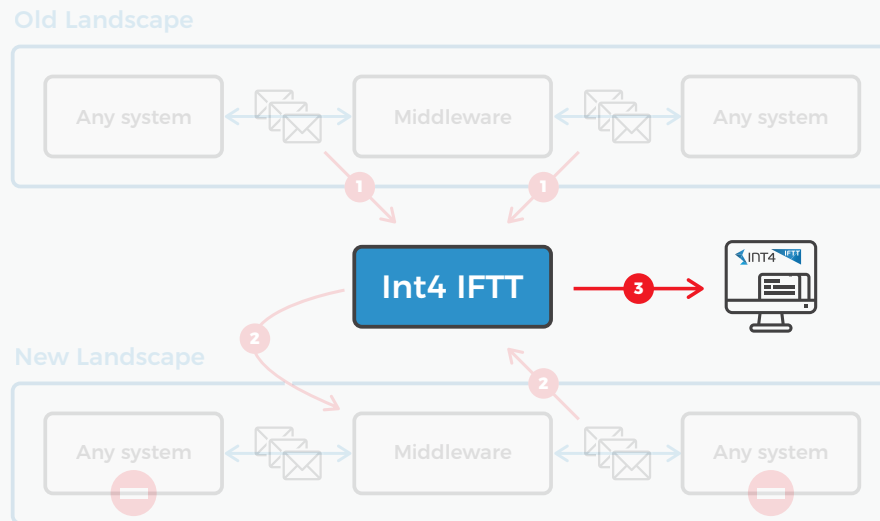 Old Landscape
Any system
Middleware
Any system
1
1
Int4 IFTT
3
INT4 IFTT
2
New Landscape
2
Any system
Middleware
Any system